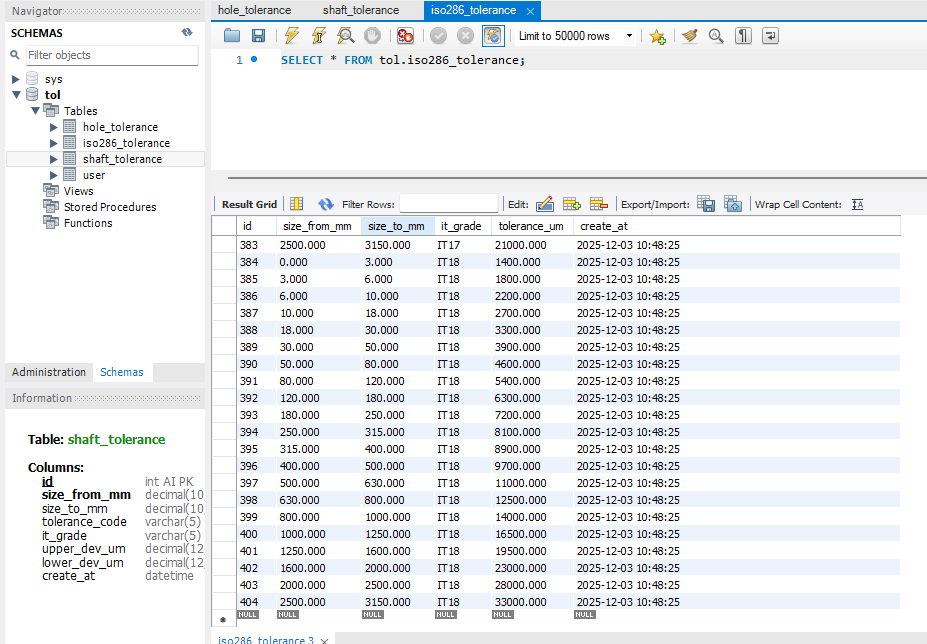 Navigator
SCHEMAS
Filter objects
sys
tol
Tables
hole_tolerance
iso286_tolerance
shaft_tolerance
user
Views
Stored Procedures
Functions
Administration Schemas
Information
Table: shaft_tolerance
Columns:
id int AI PK
size_from_mm decimal(10,
size_to_mm decimal(10,
tolerance_code varchar(5)
it_grade varchar(5)
upper_dev_um decimal(12
lower_dev_um decimal(12
create_at datetime
hole_tolerance shaft_tolerance iso286_tolerance
Limit to 50000 rows
1 SELECT * FROM tol.iso286_tolerance;
Result Grid Filter Rows: Edit: Export/Import: Wrap Cell Content:
id size_from_mm size_to_mm it_grade tolerance_um create_at
383 2500.000 3150.000 IT17 21000.000 2025-12-03 10:48:25
384 0.000 3.000 IT18 1400.000 2025-12-03 10:48:25
385 3.000 6.000 IT18 1800.000 2025-12-03 10:48:25
386 6.000 10.000 IT18 2200.000 2025-12-03 10:48:25
387 10.000 18.000 IT18 2700.000 2025-12-03 10:48:25
388 18.000 30.000 IT18 3300.000 2025-12-03 10:48:25
389 30.000 50.000 IT18 3900.000 2025-12-03 10:48:25
390 50.000 80.000 IT18 4600.000 2025-12-03 10:48:25
391 80.000 120.000 IT18 5400.000 2025-12-03 10:48:25
392 120.000 180.000 IT18 6300.000 2025-12-03 10:48:25
393 180.000 250.000 IT18 7200.000 2025-12-03 10:48:25
394 250.000 315.000 IT18 8100.000 2025-12-03 10:48:25
395 315.000 400.000 IT18 8900.000 2025-12-03 10:48:25
396 400.000 500.000 IT18 9700.000 2025-12-03 10:48:25
397 500.000 630.000 IT18 11000.000 2025-12-03 10:48:25
398 630.000 800.000 IT18 12500.000 2025-12-03 10:48:25
399 800.000 1000.000 IT18 14000.000 2025-12-03 10:48:25
400 1000.000 1250.000 IT18 16500.000 2025-12-03 10:48:25
401 1250.000 1600.000 IT18 19500.000 2025-12-03 10:48:25
402 1600.000 2000.000 IT18 23000.000 2025-12-03 10:48:25
403 2000.000 2500.000 IT18 28000.000 2025-12-03 10:48:25
404 2500.000 3150.000 IT18 33000.000 2025-12-03 10:48:25
NULL NULL NULL NULL NULL NULL
iso286_tolerance 3